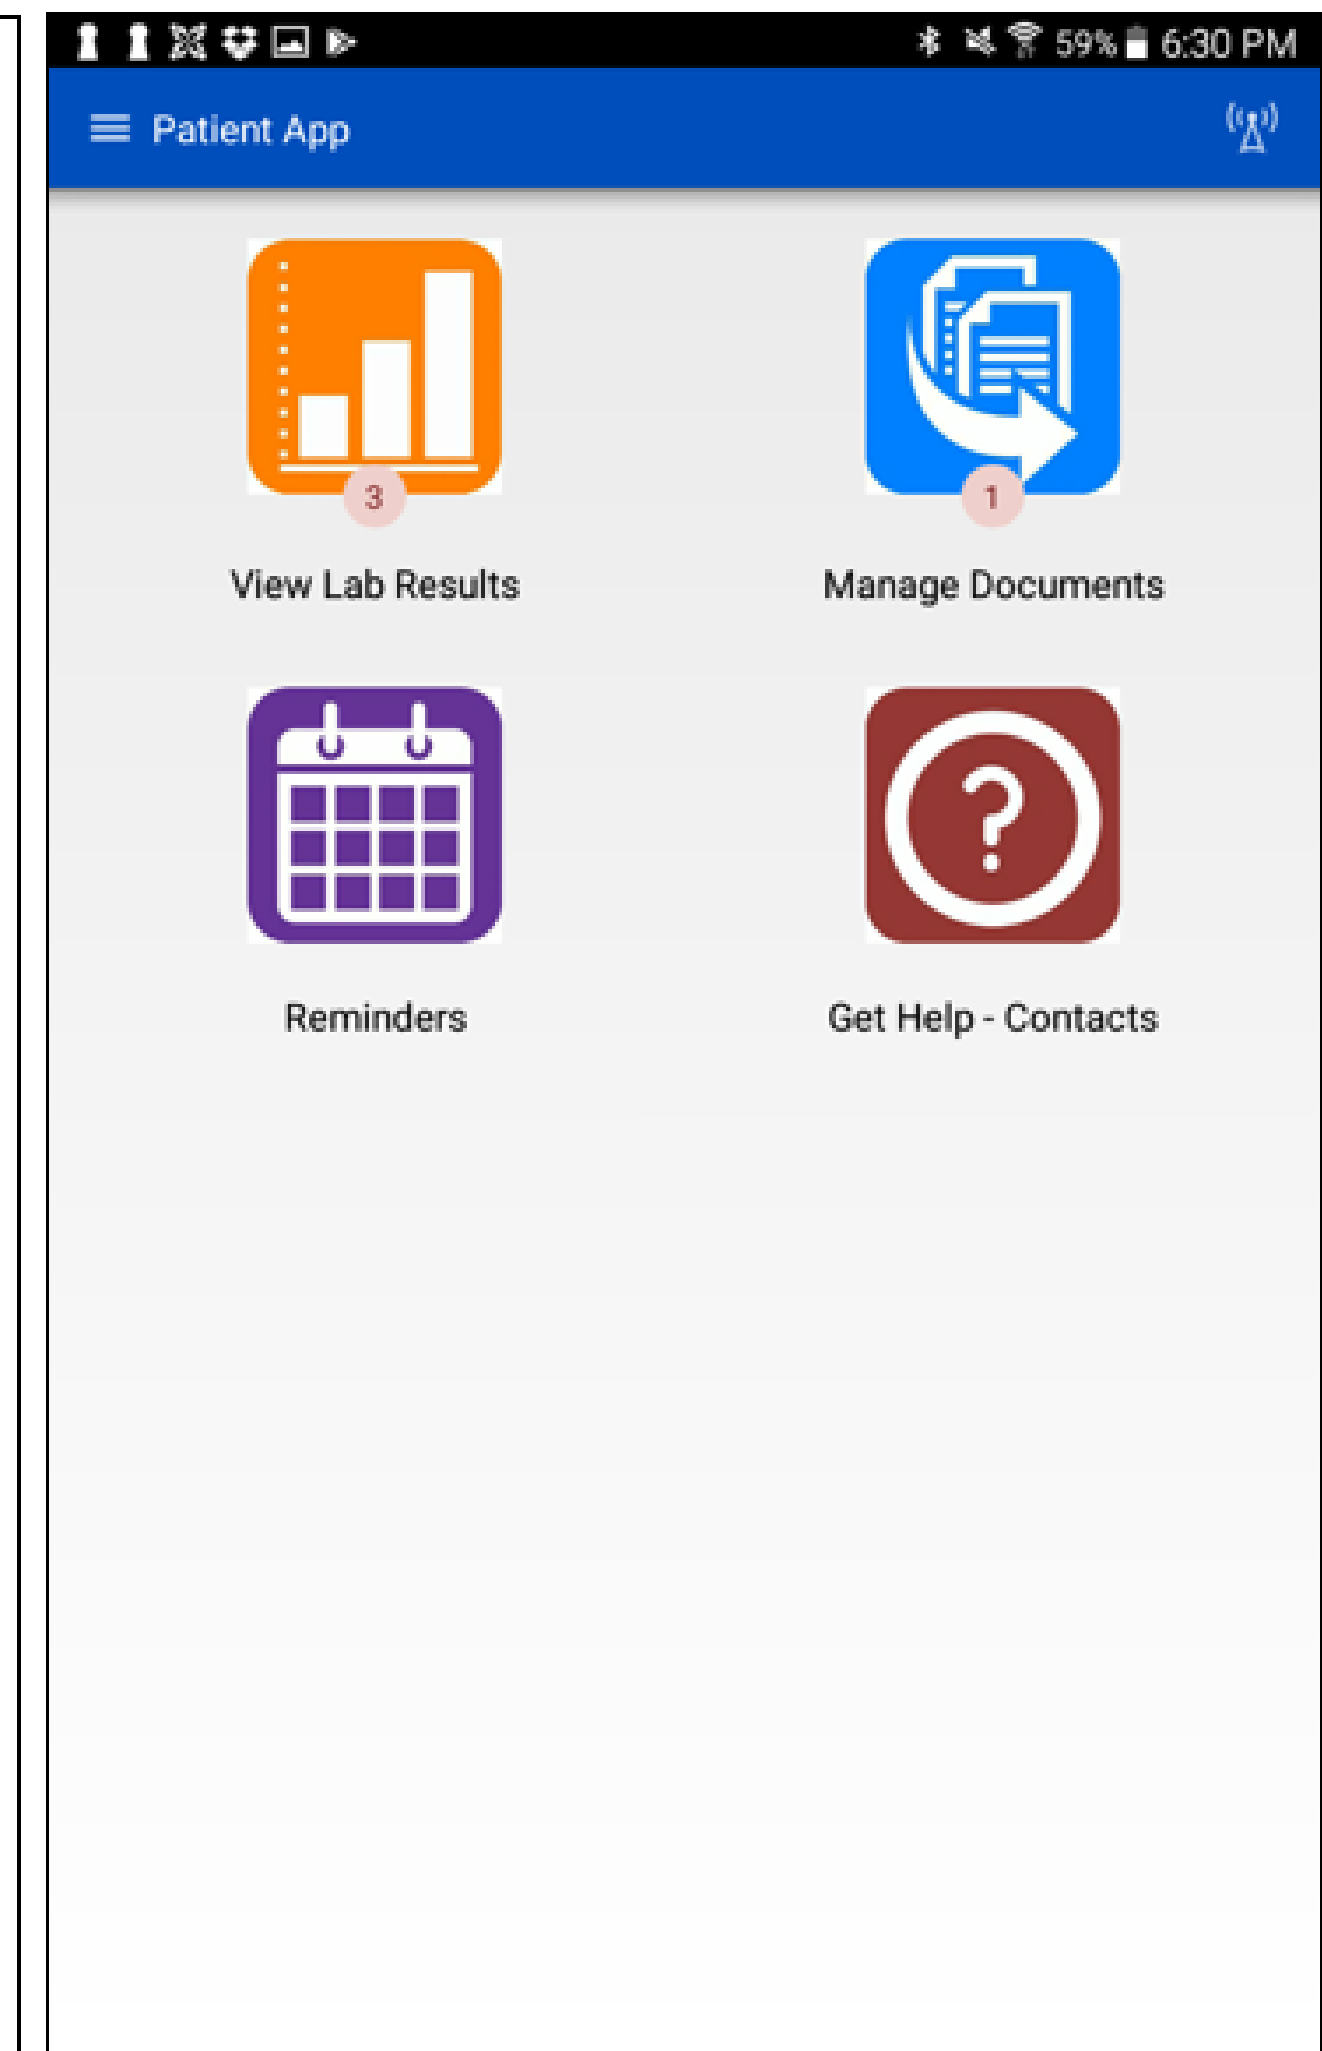 59% 6:30 PM
Patient App
3
1
View Lab Results
Manage Documents
?
Reminders
Get Help - Contacts